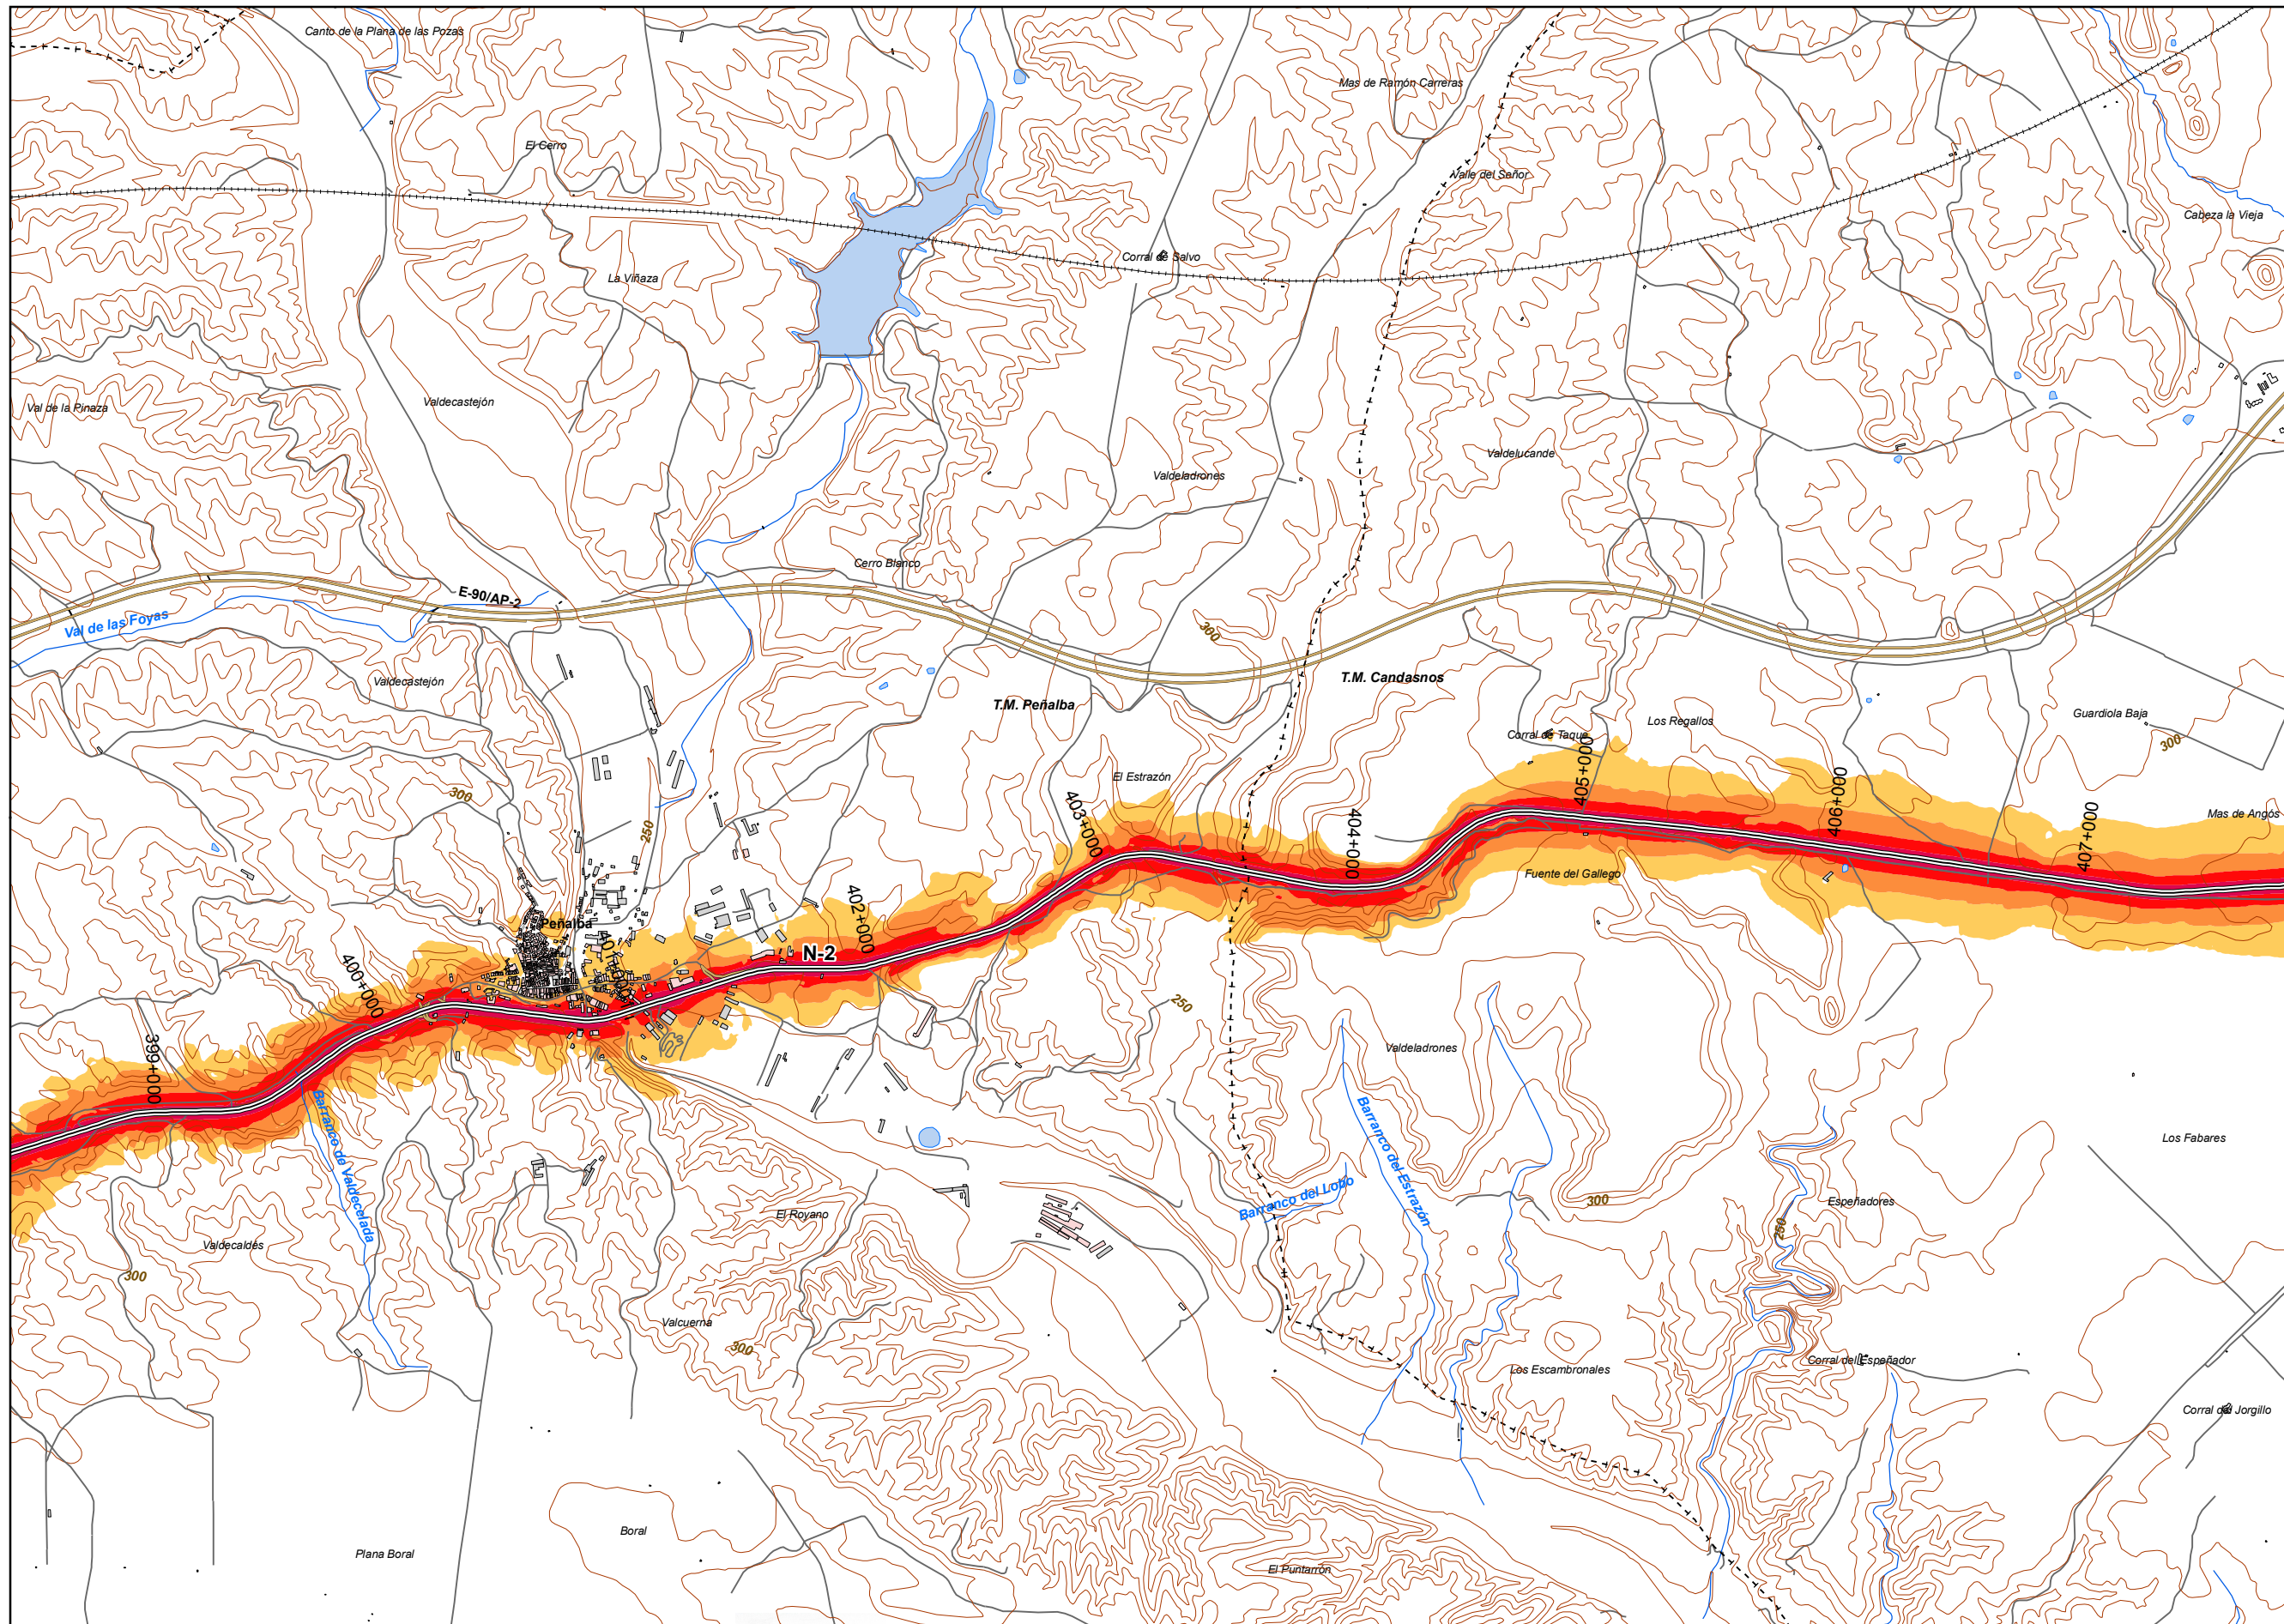 Canto de la Plana de las Pozas
Mas de Ramón Carreras
El Cerro
Valle del Señor
Cabeza la Vieja
Corral de Salvo
La Viñaza
Valdecastejón
Val de la Pinaza
Valdelucande
Valdeladrones
Cerro Blanco
E-90/AP-2
Val de las Foyas
300
T.M. Candasnos
Valdecastejón
T.M. Peñalba
Guardiola Baja
Los Regallos
Corral de Taque
300
El Estrazón
405+000
406+000
300
403+000
404+000
407+000
Mas de Angós
250
Fuente del Gallego
402+000
Peñalba
401+000
N-2
400+000
250
399+000
Valdeladrones
Barranco de Valdecelada
Barranco del Estrazón
Los Fabares
Barranco del Lobo
300
Espeñadores
El Royano
250
Valdecaldés
300
Valcuerna
300
Corral del Espeñador
Los Escambronales
Corral del Jorgillo
Boral
Plana Boral
El Puntarrón